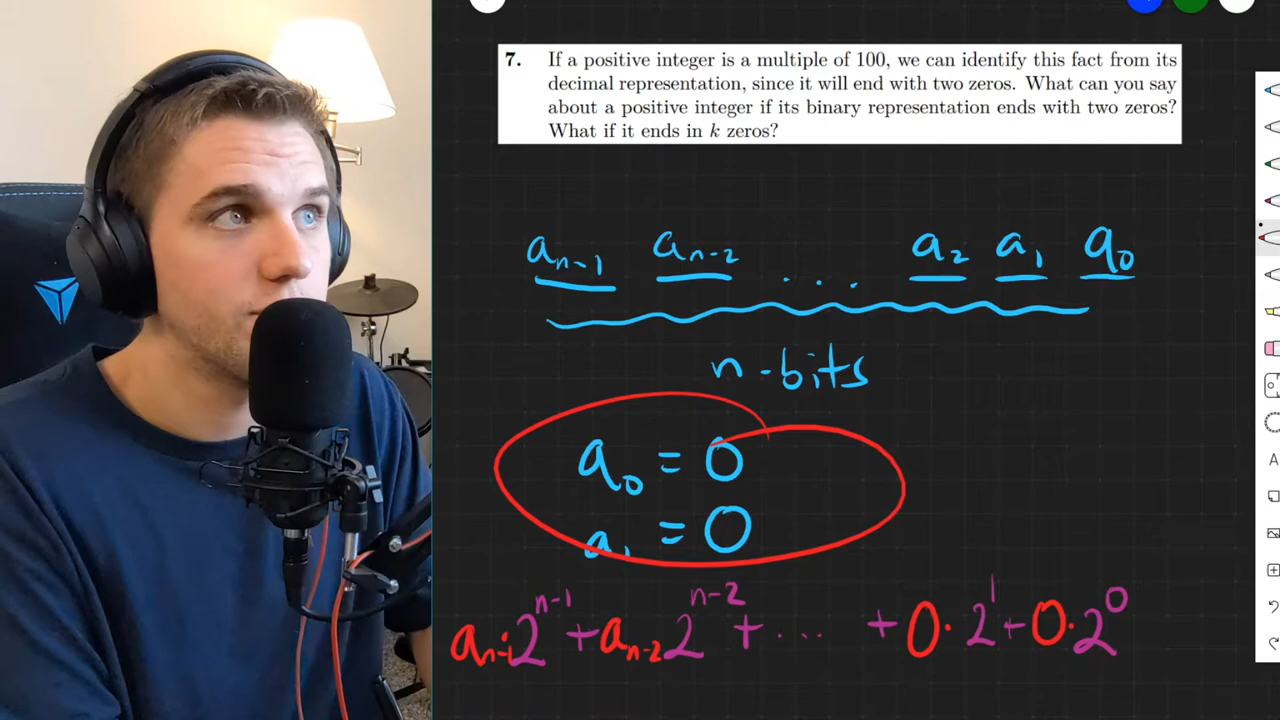 7. If a positive integer is a multiple of 100, we can identify this fact from its
decimal representation, since it will end with two zeros. What can you say
about a positive integer if its binary representation ends with two zeros?
What if it ends in k zeros?
aₙ₋₁ aₙ₋₂ ... a₂ a₁ a₀
n-bits
a₀ = 0
a₁ = 0
aₙ₋₁2ⁿ⁻¹ + aₙ₋₂2ⁿ⁻² + ... + 0·2¹ + 0·2⁰
A